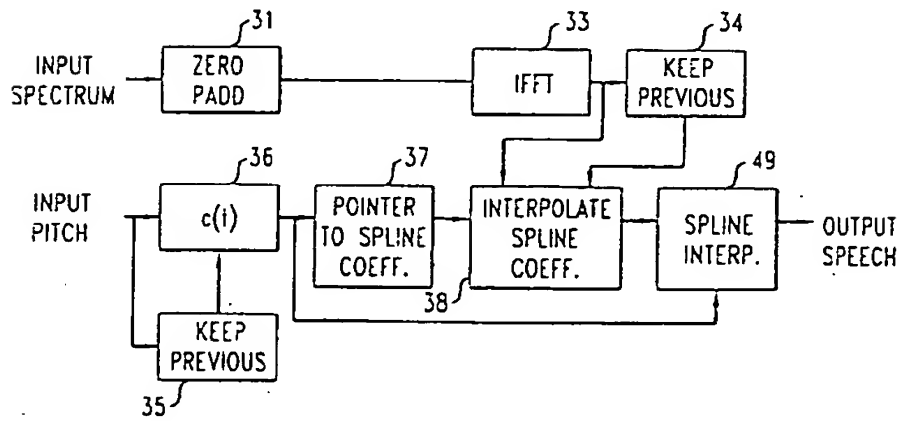 31
33
34
INPUT
SPECTRUM
ZERO
PADD
IFFT
KEEP
PREVIOUS
36
37
49
INPUT
PITCH
c(i)
POINTER
TO SPLINE
COEFF.
INTERPOLATE
SPLINE
COEFF.
SPLINE
INTERP.
OUTPUT
SPEECH
38
KEEP
PREVIOUS
35